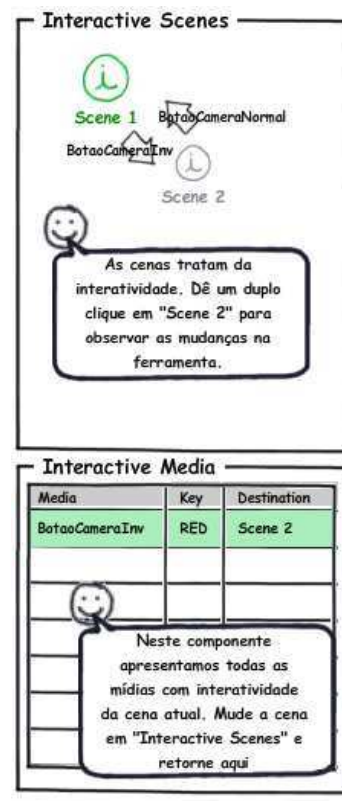 Interactive Scenes
Scene 1
BotaoCameraNormal
BotaoCameraInv
Scene 2
As cenas tratam da
interatividade. Dê um duplo
clique em "Scene 2" para
observar as mudanças na
ferramenta.
Interactive Media
Media Key Destination
BotaoCameraInv RED Scene 2
Neste componente
apresentamos todas as
mídias com interatividade
da cena atual. Mude a cena
em "Interactive Scenes" e
retorne aqui